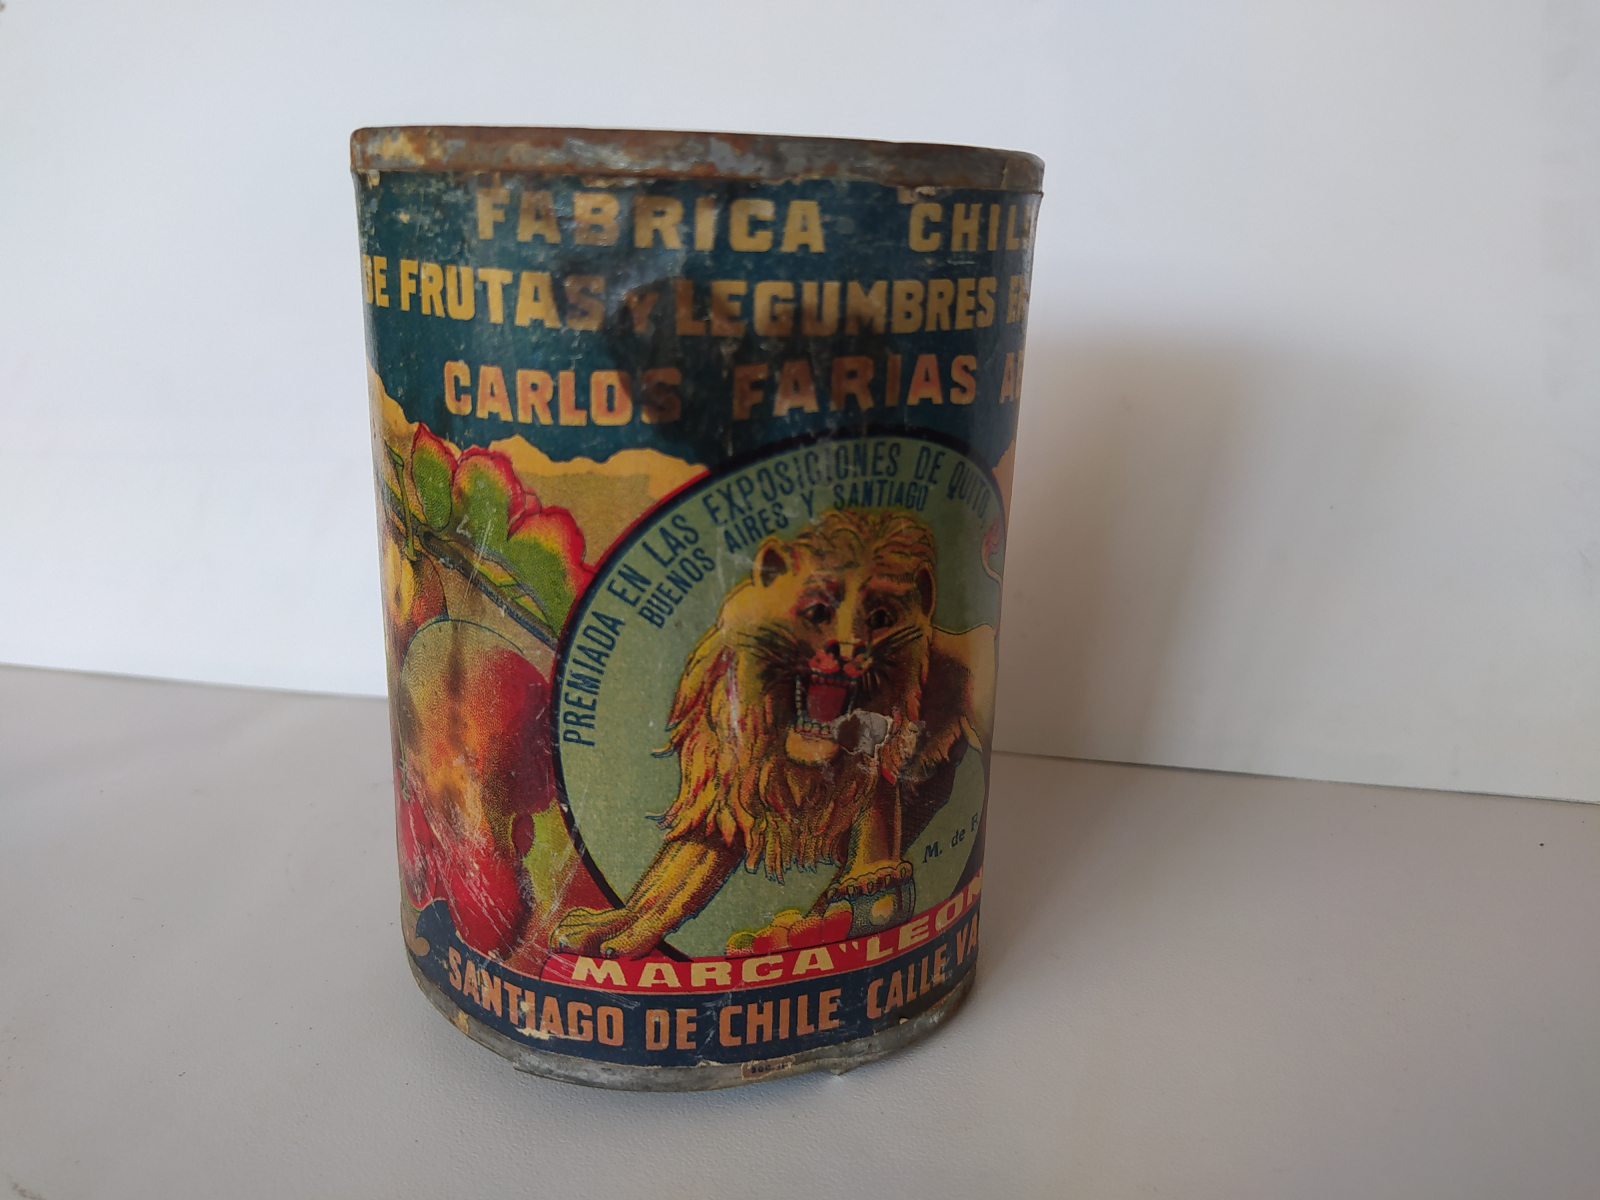 FABRICA "CHILE
DE FRUTAS Y LEGUMBRES
CARLOS FARIAS
PREMIADA EN LAS EXPOSICIONES DE QUITO,
BUENOS AIRES Y SANTIAGO
M. de
MARCA "LEON
SANTIAGO DE CHILE CALLE